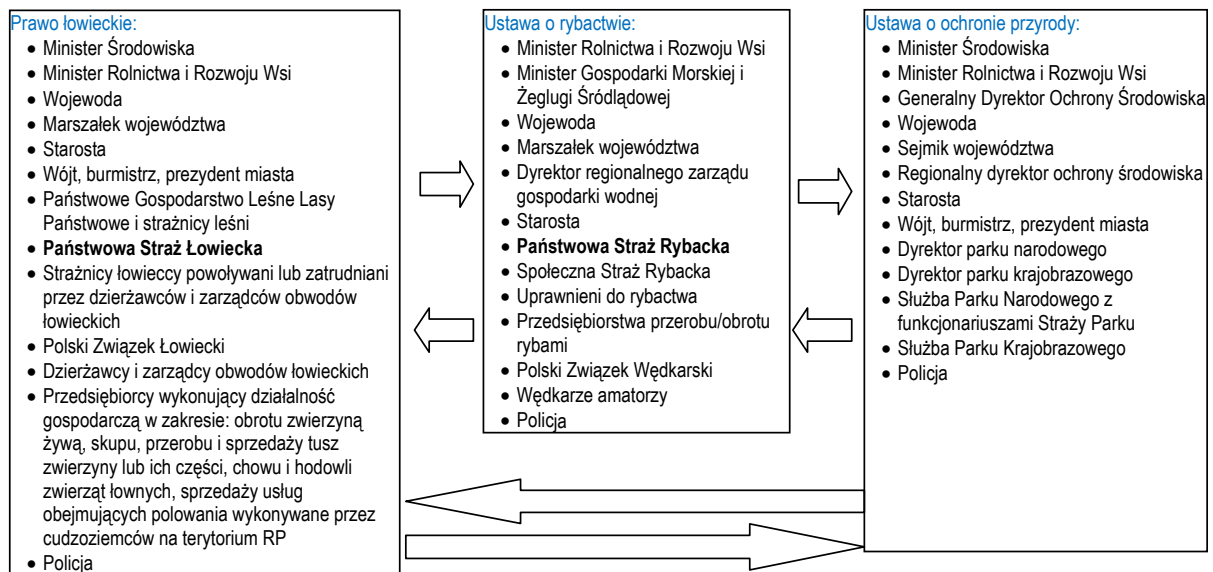 Prawo łowieckie:
• Minister Środowiska
• Minister Rolnictwa i Rozwoju Wsi
• Wojewoda
• Marszałek województwa
• Starosta
• Wójt, burmistrz, prezydent miasta
• Państwowe Gospodarstwo Leśne Lasy
Państwowe i strażnicy leśni
• Państwowa Straż Łowiecka
• Strażnicy łowieccy powoływani lub zatrudniani
przez dzierżawców i zarządców obwodów
łowieckich
• Polski Związek Łowiecki
• Dzierżawcy i zarządcy obwodów łowieckich
• Przedsiębiorcy wykonujący działalność
gospodarczą w zakresie: obrotu zwierzyną
żywą, skupu, przerobu i sprzedaży tusz
zwierzyny lub ich części, chowu i hodowli
zwierząt łownych, sprzedaży usług
obejmujących polowania wykonywane przez
cudzoziemców na terytorium RP
• Policja
Ustawa o rybactwie:
• Minister Rolnictwa i Rozwoju Wsi
• Minister Gospodarki Morskiej i
Żeglugi Śródlądowej
• Wojewoda
• Marszałek województwa
• Dyrektor regionalnego zarządu
gospodarki wodnej
• Starosta
• Państwowa Straż Rybacka
• Społeczna Straż Rybacka
• Uprawnieni do rybactwa
• Przedsiębiorstwa przerobu/obrotu
rybami
• Polski Związek Wędkarski
• Wędkarze amatorzy
• Policja
Ustawa o ochronie przyrody:
• Minister Środowiska
• Minister Rolnictwa i Rozwoju Wsi
• Generalny Dyrektor Ochrony Środowiska
• Wojewoda
• Sejmik województwa
• Regionalny dyrektor ochrony środowiska
• Starosta
• Wójt, burmistrz, prezydent miasta
• Dyrektor parku narodowego
• Dyrektor parku krajobrazowego
• Służba Parku Narodowego z
funkcjonariuszami Straży Parku
• Służba Parku Krajobrazowego
• Policja